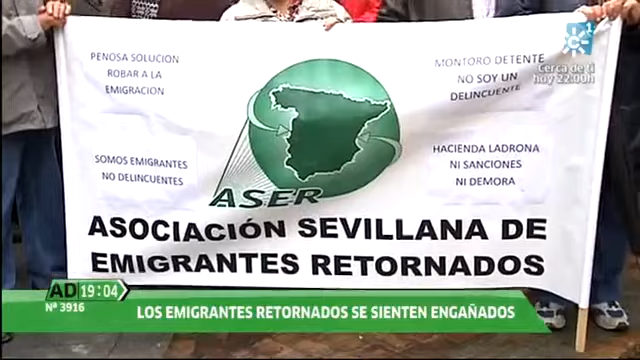 PENOSA SOLUCION
ROBAR A LA
EMIGRACION
MONTORO DETENTE
NO SOY UN
DELINCUENTE
1
Cerca de ti
hoy 22:00h
SOMOS EMIGRANTES
NO DELINCUENTES
HACIENDA LADRONA
NI SANCIONES
NI DEMORA
ASER
ASOCIACIÓN SEVILLANA DE
EMIGRANTES RETORNADOS
AD 19:04
Nª 3916
LOS EMIGRANTES RETORNADOS SE SIENTEN ENGAÑADOS